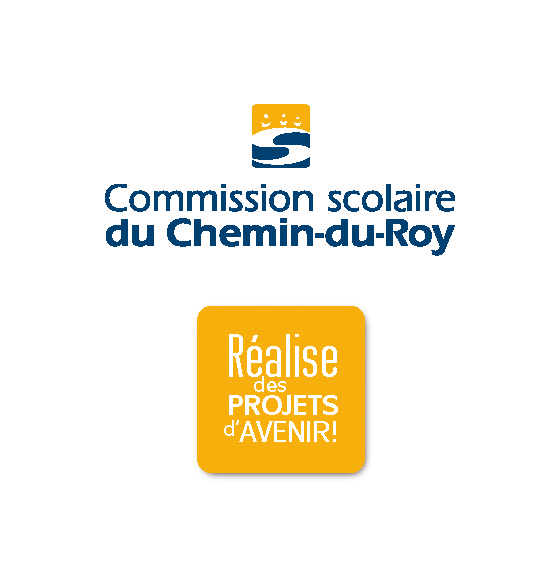 Commission scolaire
du Chemin-du-Roy
Réalise
des
PROJETS
d'AVENIR!